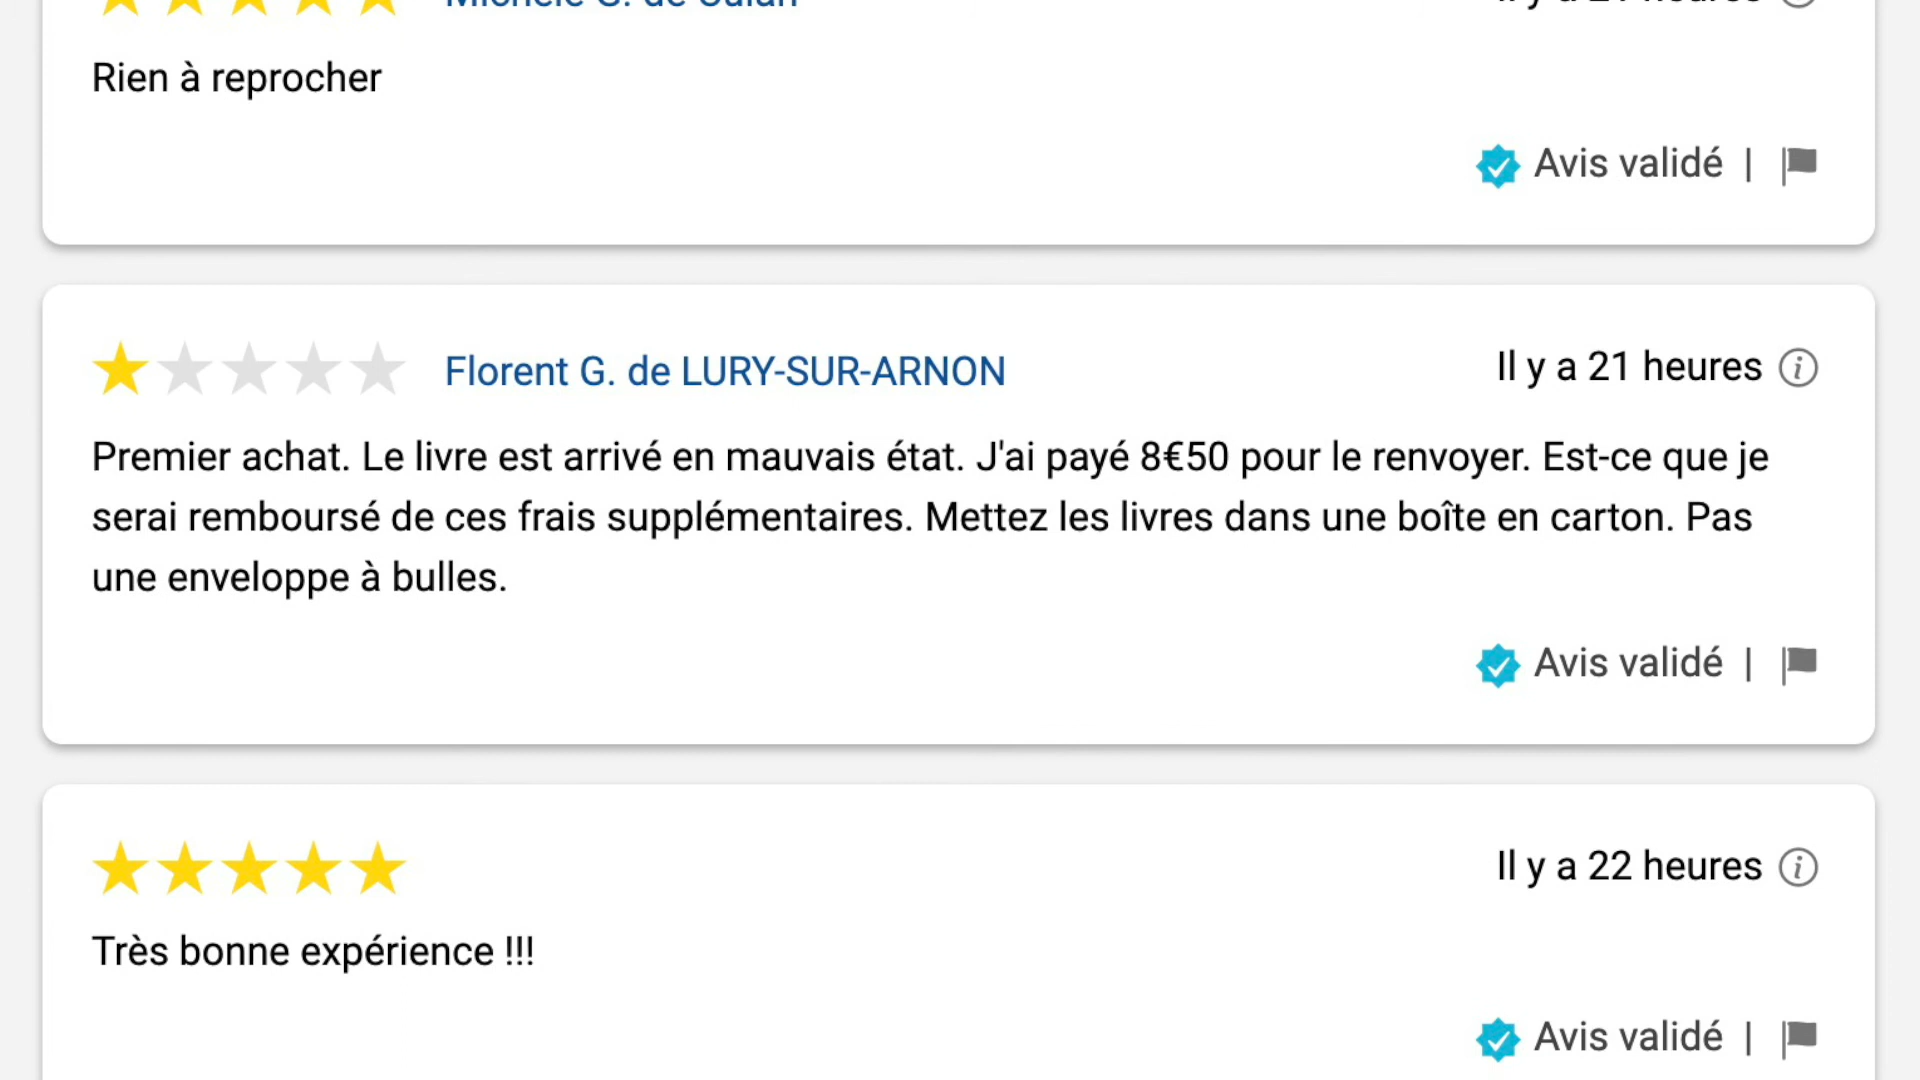 Rien à reprocher
Avis validé |
Florent G. de LURY-SUR-ARNON
Il y a 21 heures
Premier achat. Le livre est arrivé en mauvais état. J'ai payé 8€50 pour le renvoyer. Est-ce que je
serai remboursé de ces frais supplémentaires. Mettez les livres dans une boîte en carton. Pas
une enveloppe à bulles.
Avis validé |
Il y a 22 heures
Très bonne expérience !!!
Avis validé |